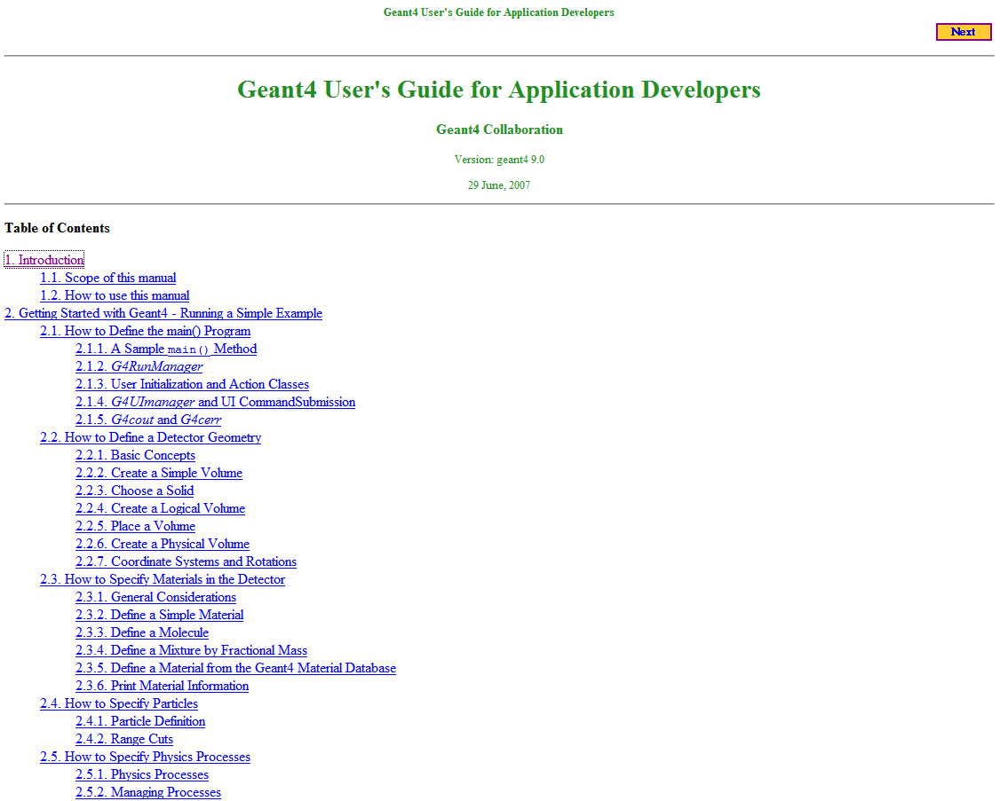 Geant4 User's Guide for Application Developers
Next
Geant4 User's Guide for Application Developers
Geant4 Collaboration
Version: geant4 9.0
29 June, 2007
Table of Contents
1. Introduction
1.1. Scope of this manual
1.2. How to use this manual
2. Getting Started with Geant4 - Running a Simple Example
2.1. How to Define the main() Program
2.1.1. A Sample main() Method
2.1.2. G4RunManager
2.1.3. User Initialization and Action Classes
2.1.4. G4UImanager and UI CommandSubmission
2.1.5. G4cout and G4cerr
2.2. How to Define a Detector Geometry
2.2.1. Basic Concepts
2.2.2. Create a Simple Volume
2.2.3. Choose a Solid
2.2.4. Create a Logical Volume
2.2.5. Place a Volume
2.2.6. Create a Physical Volume
2.2.7. Coordinate Systems and Rotations
2.3. How to Specify Materials in the Detector
2.3.1. General Considerations
2.3.2. Define a Simple Material
2.3.3. Define a Molecule
2.3.4. Define a Mixture by Fractional Mass
2.3.5. Define a Material from the Geant4 Material Database
2.3.6. Print Material Information
2.4. How to Specify Particles
2.4.1. Particle Definition
2.4.2. Range Cuts
2.5. How to Specify Physics Processes
2.5.1. Physics Processes
2.5.2. Managing Processes